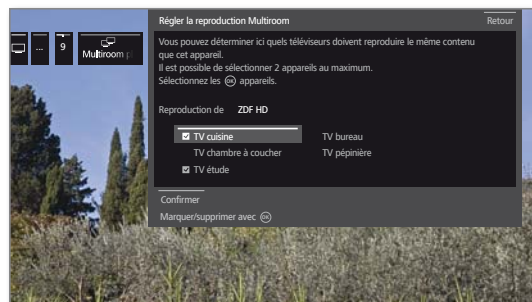 Régler la reproduction Multiroom
Retour
... 9 Multiroom p
Vous pouvez déterminer ici quels téléviseurs doivent reproduire le même contenu
que cet appareil.
Il est possible de sélectionner 2 appareils au maximum.
Sélectionnez les OK appareils.
Reproduction de ZDF HD
TV cuisine
TV bureau
TV chambre à coucher
TV pépinière
TV étude
Confirmer
Marquer/supprimer avec OK